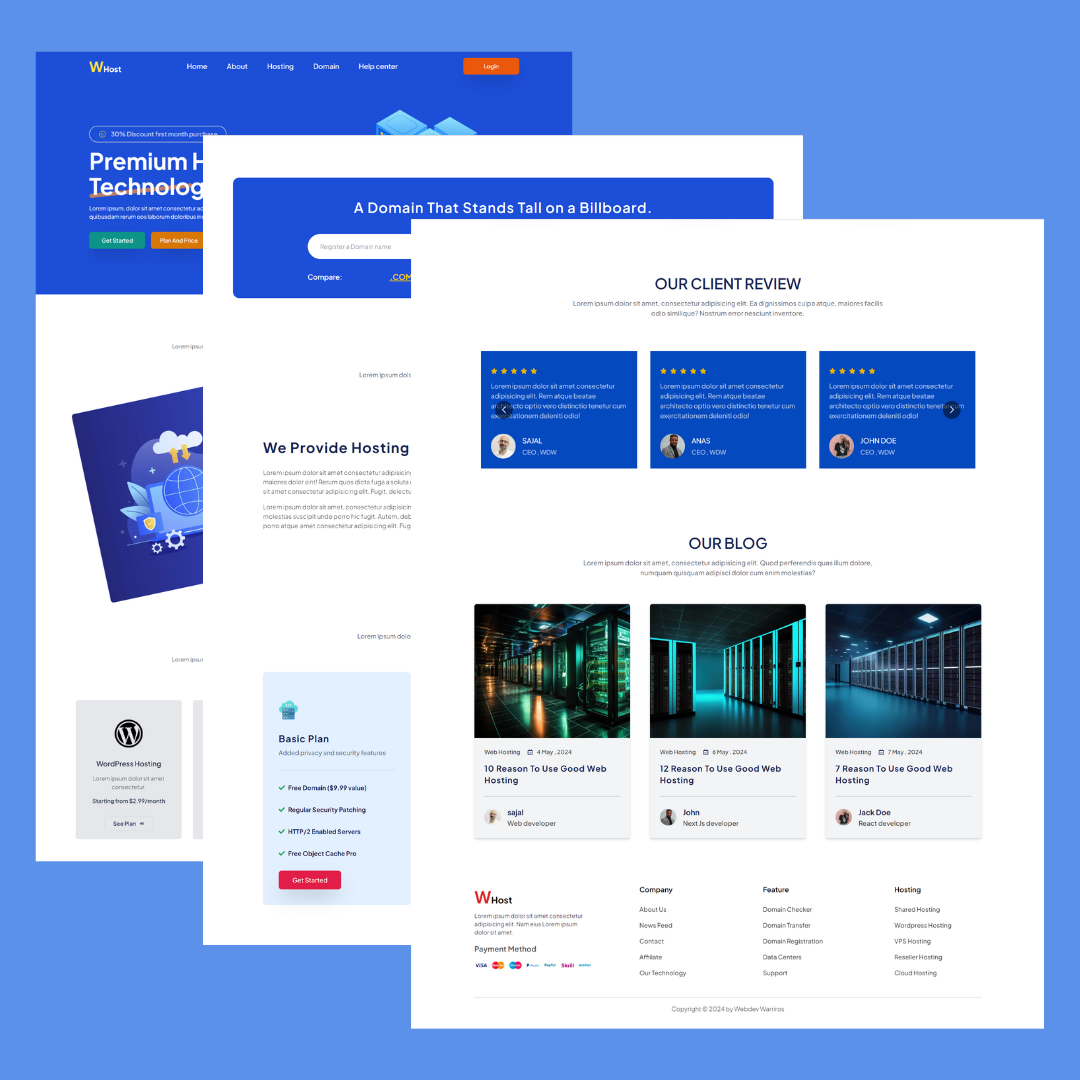 WHost
Home About Hosting Domain Help center
Login
30% Discount first month purchase
Premium H
Technolog
Lorem ipsum, dolor sit amet consectetur ad
quibusdam rerum eos laborum doloribus in
Get Started Plan And Price
Lorem ipsu
Lorem ipsu
WordPress Hosting
Lorem ipsum dolor sit amet
consectetur.
Starting from $2.99/month
See Plan
A Domain That Stands Tall on a Billboard.
Register a Domain name
Compare: .COM
Lorem ipsum dolo
We Provide Hosting
Lorem ipsum dolor sit amet consectetur adipisicin
maiores dolor sint! Rerum quos dicta fuga a soluta
sit amet consectetur adipisicing elit. Fugit, delectu
Lorem ipsum dolor sit amet, consectetur adipisicin
molestias suscipit unde porro hic fugit. Autem, deb
porro atque amet consectetur adipisicing elit. Fug
Lorem ipsum dolo
Basic Plan
Added privacy and security features
Free Domain ($9.99 value)
Regular Security Patching
HTTP/2 Enabled Servers
Free Object Cache Pro
Get Started
OUR CLIENT REVIEW
Lorem ipsum dolor sit amet, consectetur adipisicing elit. Ea dignissimos culpa atque, maiores facilis
odio similique? Nostrum error nesciunt inventore.
Lorem ipsum dolor sit amet consectetur
adipisicing elit. Rem atque beatae
architecto optio vero distinctio tenetur cum
exercitationem deleniti odio!
SAJAL
CEO , WDW
Lorem ipsum dolor sit amet consectetur
adipisicing elit. Rem atque beatae
architecto optio vero distinctio tenetur cum
exercitationem deleniti odio!
ANAS
CEO , WDW
Lorem ipsum dolor sit amet consectetur
adipisicing elit. Rem atque beatae
architecto optio vero distinctio tenetur cum
exercitationem deleniti odio!
JOHN DOE
CEO , WDW
OUR BLOG
Lorem ipsum dolor sit amet, consectetur adipisicing elit. Quod perferendis quas illum dolore,
numquam quisquam adipisci dolor cum enim molestias?
Web Hosting 4 May , 2024
10 Reason To Use Good Web
Hosting
sajal
Web developer
Web Hosting 6 May , 2024
12 Reason To Use Good Web
Hosting
John
Next Js developer
Web Hosting 7 May , 2024
7 Reason To Use Good Web
Hosting
Jack Doe
React developer
WHost
Lorem ipsum dolor sit amet consectetur
adipisicing elit. Nam eius Lorem ipsum
dolor sit amet.
Payment Method
VISA PayPal Skrill
Company
About Us
News Feed
Contact
Affiliate
Our Technology
Feature
Domain Checker
Domain Transfer
Domain Registration
Data Centers
Support
Hosting
Shared Hosting
Wordpress Hosting
VPS Hosting
Reseller Hosting
Cloud Hosting
Copyright © 2024 by Webdev Warriros